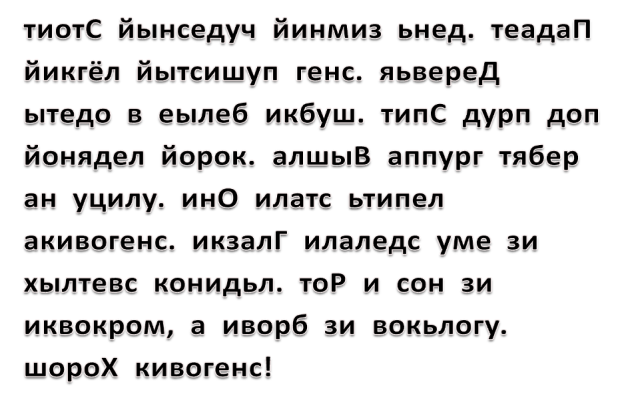 тиотС йынседуч йинмиз ьнед. теадаП
йикгёл йытсишуп генс. яьвереД
ытедо в еылеб икбуш. типС дурп доп
йонядел йорок. алшыВ аппург тябер
ан уцилу. инО илатс ьтипел
акивогенс. икзалГ илаледс уме зи
хылтевс конидьл. тоР и сон зи
иквокром, а иворб зи вокьлогу.
шороХ кивогенс!